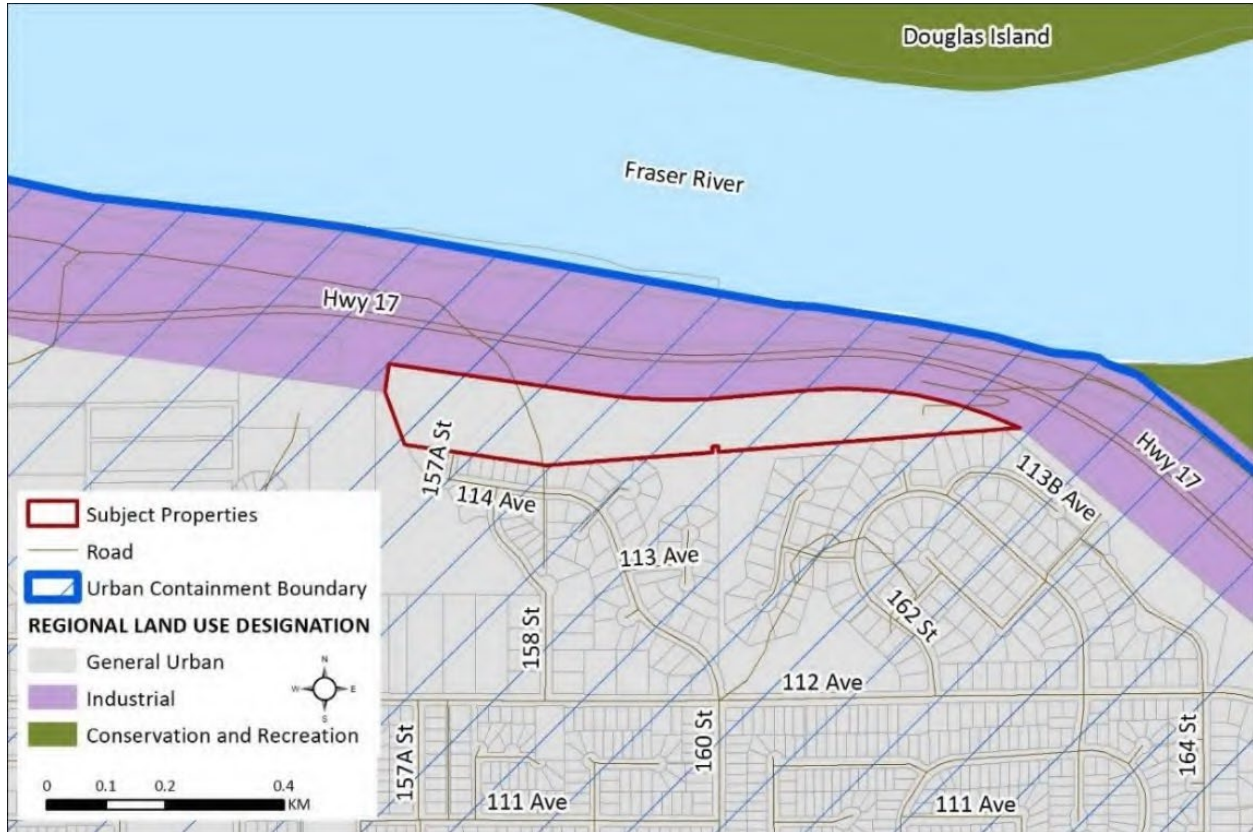 Douglas Island
Fraser River
Hwy 17
157A St
114 Ave
113B Ave
Hwy 17
113 Ave
158 St
162 St
112 Ave
160 St
157A St
164 St
111 Ave
111 Ave
Subject Properties
Road
Urban Containment Boundary
REGIONAL LAND USE DESIGNATION
General Urban
Industrial
Conservation and Recreation
N
W E
S
0 0.1 0.2 0.4
KM